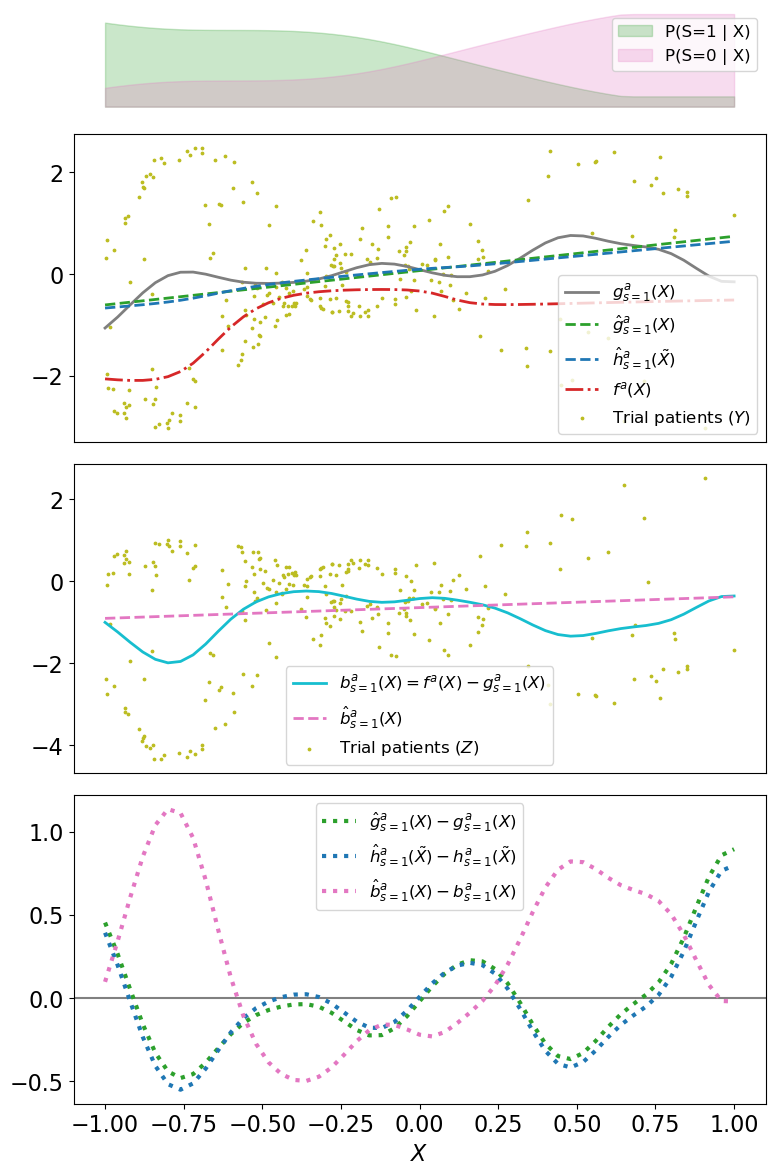 P(S=1 | X)
P(S=0 | X)
2
0
−2
g^a_{s=1}(X)
ĝ^a_{s=1}(X)
ĥ^a_{s=1}(X̃)
f^a(X)
Trial patients (Y)
2
0
−2
−4
b^a_{s=1}(X) = f^a(X) − g^a_{s=1}(X)
b̂^a_{s=1}(X)
Trial patients (Z)
1.0
0.5
0.0
−0.5
ĝ^a_{s=1}(X) − g^a_{s=1}(X)
ĥ^a_{s=1}(X̃) − h^a_{s=1}(X̃)
b̂^a_{s=1}(X) − b^a_{s=1}(X)
−1.00 −0.75 −0.50 −0.25 0.00 0.25 0.50 0.75 1.00
X